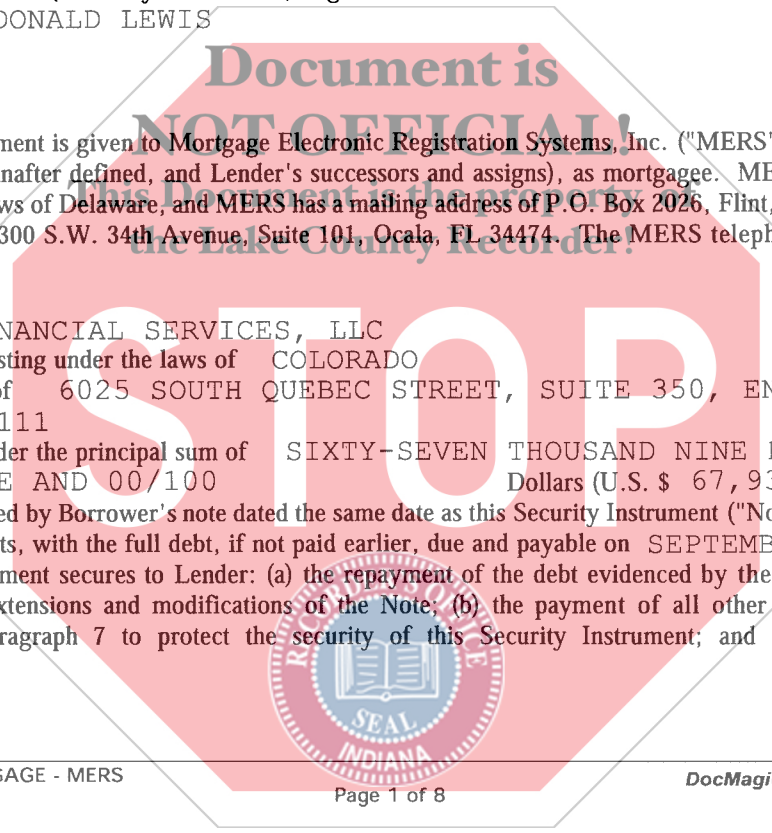 DONALD LEWIS
Document is
NOT OFFICIAL!
ment is given to Mortgage Electronic Registration Systems, Inc. ("MERS"
nafter defined, and Lender's successors and assigns), as mortgagee. ME
This Document is the property of
ws of Delaware, and MERS has a mailing address of P.O. Box 2026, Flint,
300 S.W. 34th Avenue, Suite 101, Ocala, FL 34474. The MERS teleph
the Lake County Recorder!
STOP
NANCIAL SERVICES, LLC
sting under the laws of COLORADO
of 6025 SOUTH QUEBEC STREET, SUITE 350, EN
111
der the principal sum of SIXTY-SEVEN THOUSAND NINE
E AND 00/100 Dollars (U.S. $ 67,93
ed by Borrower's note dated the same date as this Security Instrument ("No
ts, with the full debt, if not paid earlier, due and payable on SEPTEMB
ment secures to Lender: (a) the repayment of the debt evidenced by the
xtensions and modifications of the Note; (b) the payment of all other
ragraph 7 to protect the security of this Security Instrument; and
RECORDER'S OFFICE
SEAL
INDIANA
GAGE - MERS
DocMagi
Page 1 of 8